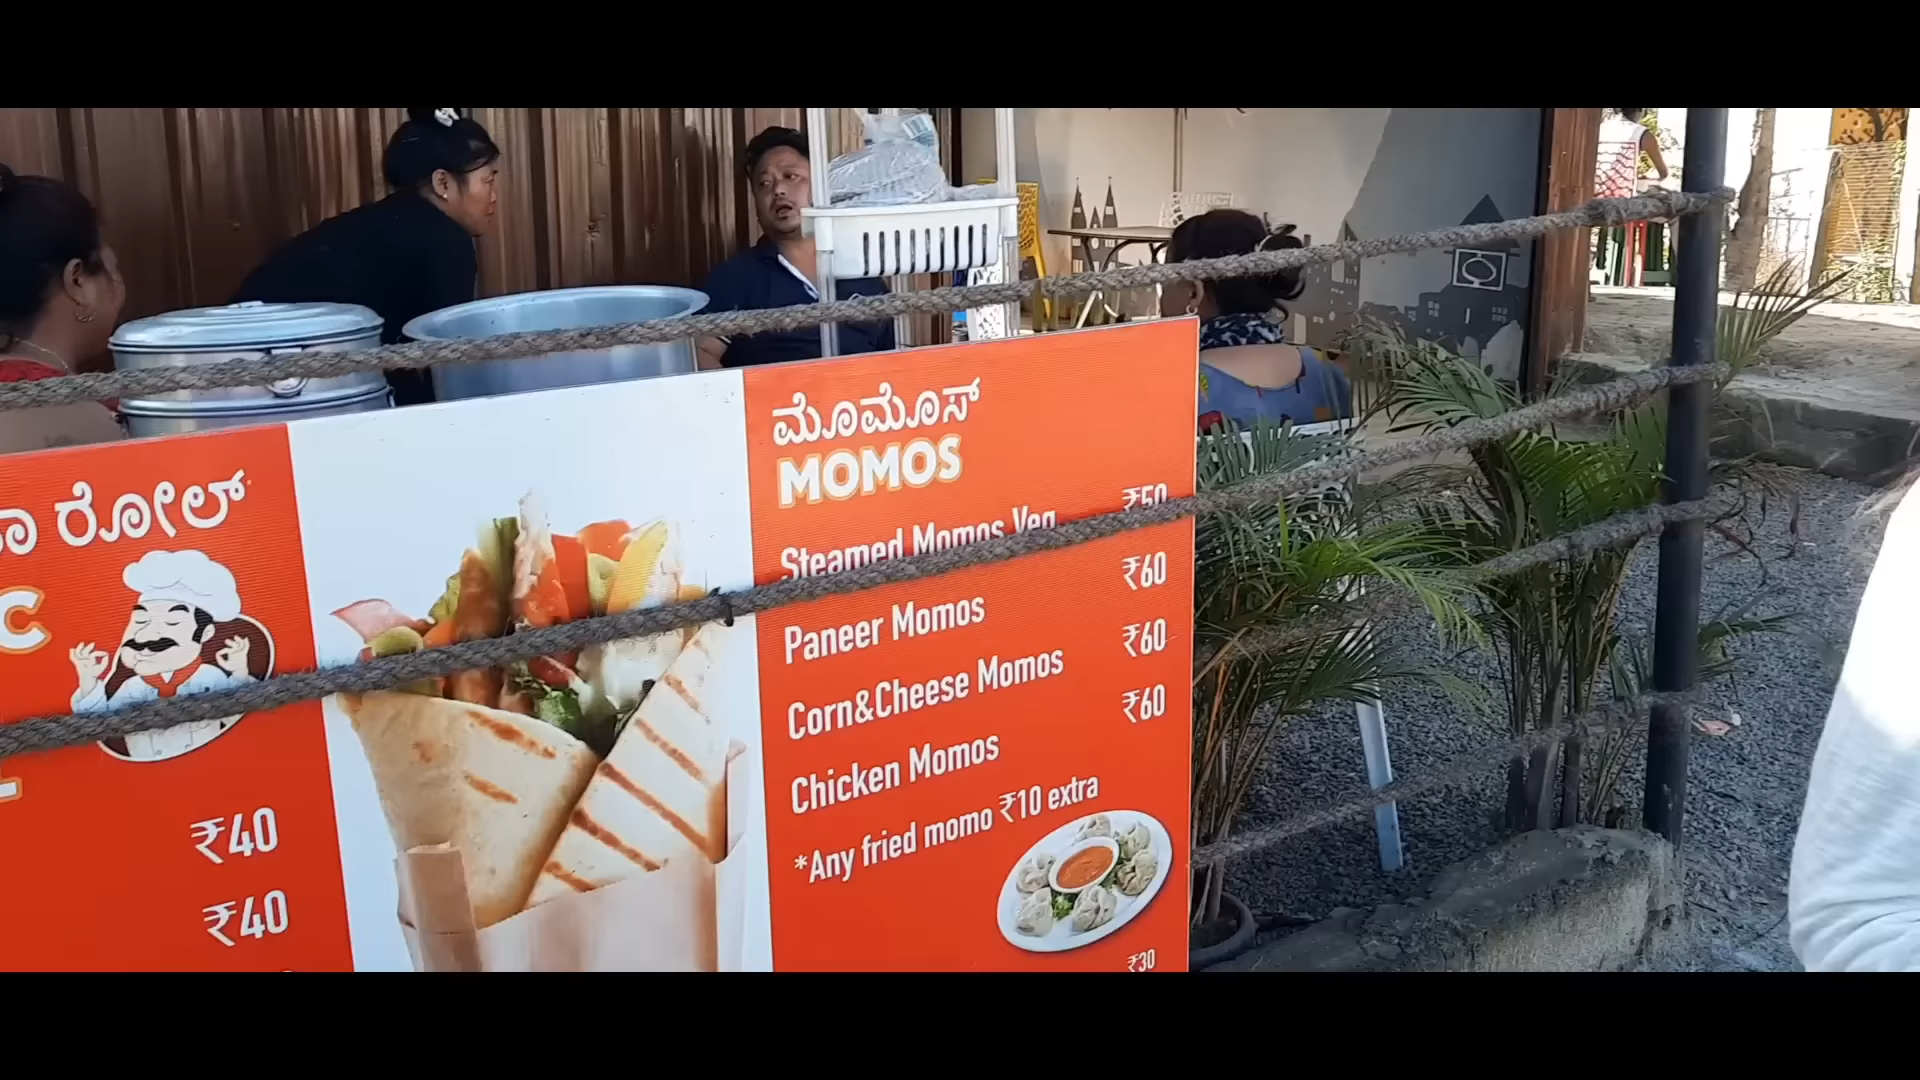 ರೋಲ್
C
₹40
₹40
ಮೊಮೊಸ್
MOMOS
Steamed Momos Veg ₹50
Paneer Momos ₹60
Corn&Cheese Momos ₹60
Chicken Momos ₹60
*Any fried momo ₹10 extra
₹30